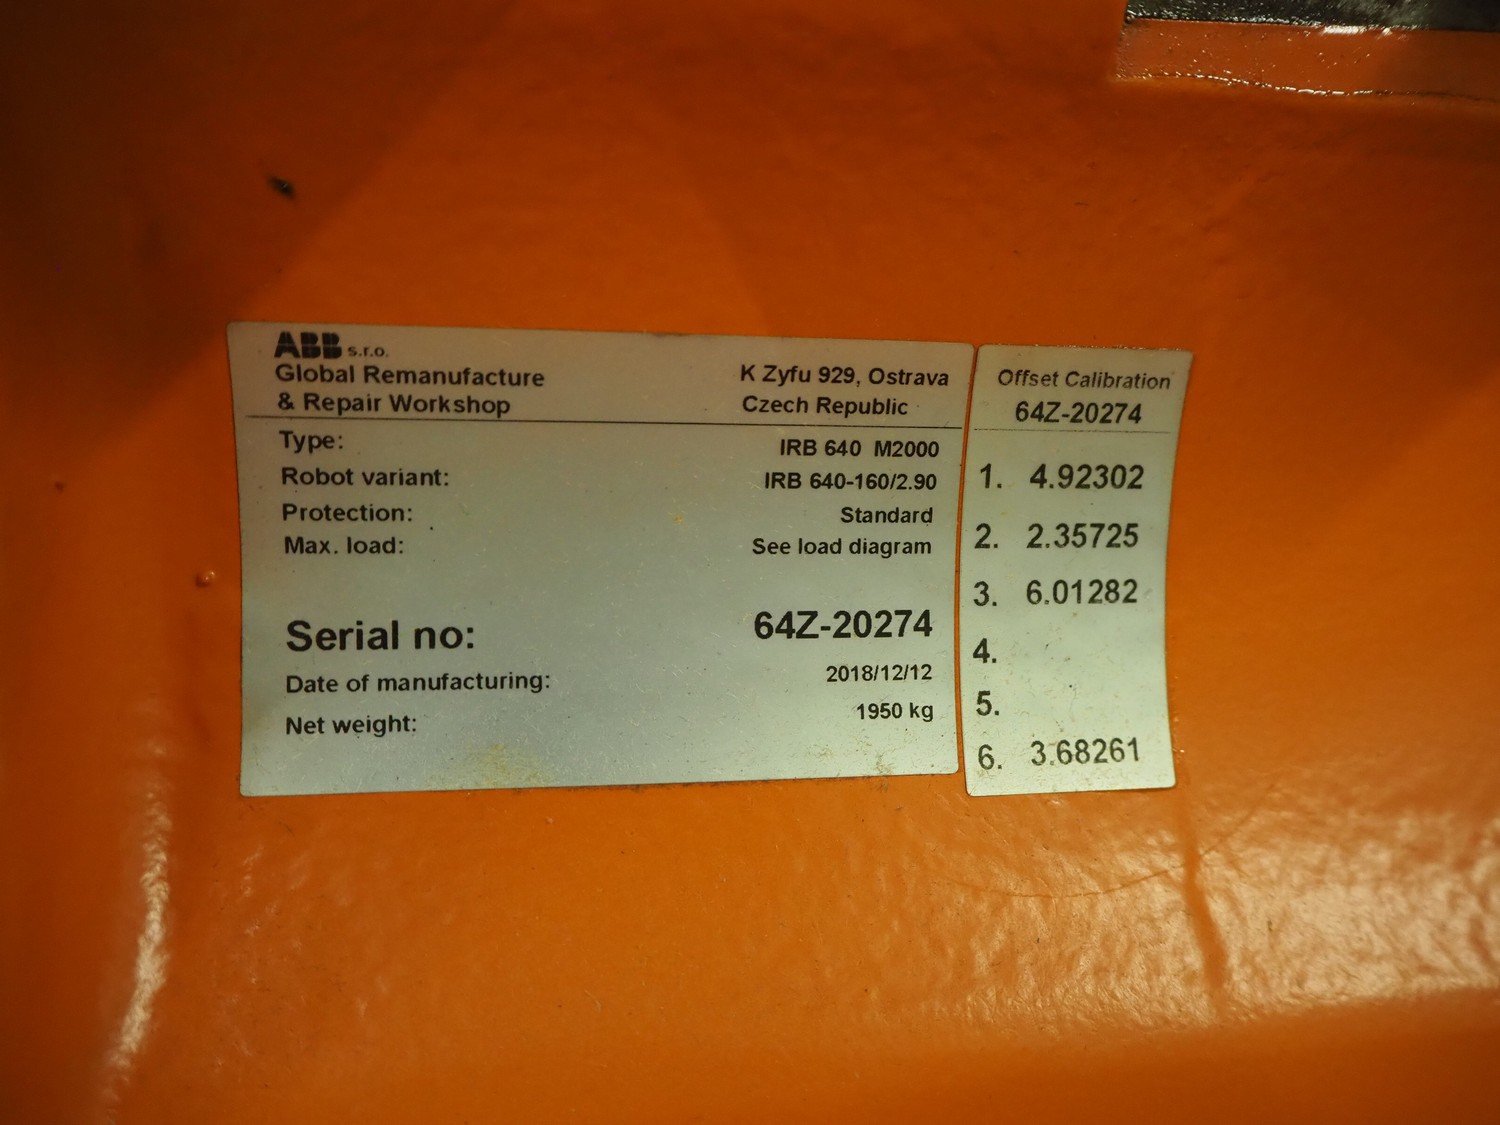 ABB s.r.o.
Global Remanufacture
& Repair Workshop
K Zyfu 929, Ostrava
Czech Republic
Type: IRB 640 M2000
Robot variant: IRB 640-160/2.90
Protection: Standard
Max. load: See load diagram
Serial no: 64Z-20274
Date of manufacturing: 2018/12/12
Net weight: 1950 kg
Offset Calibration
64Z-20274
1. 4.92302
2. 2.35725
3. 6.01282
4.
5.
6. 3.68261